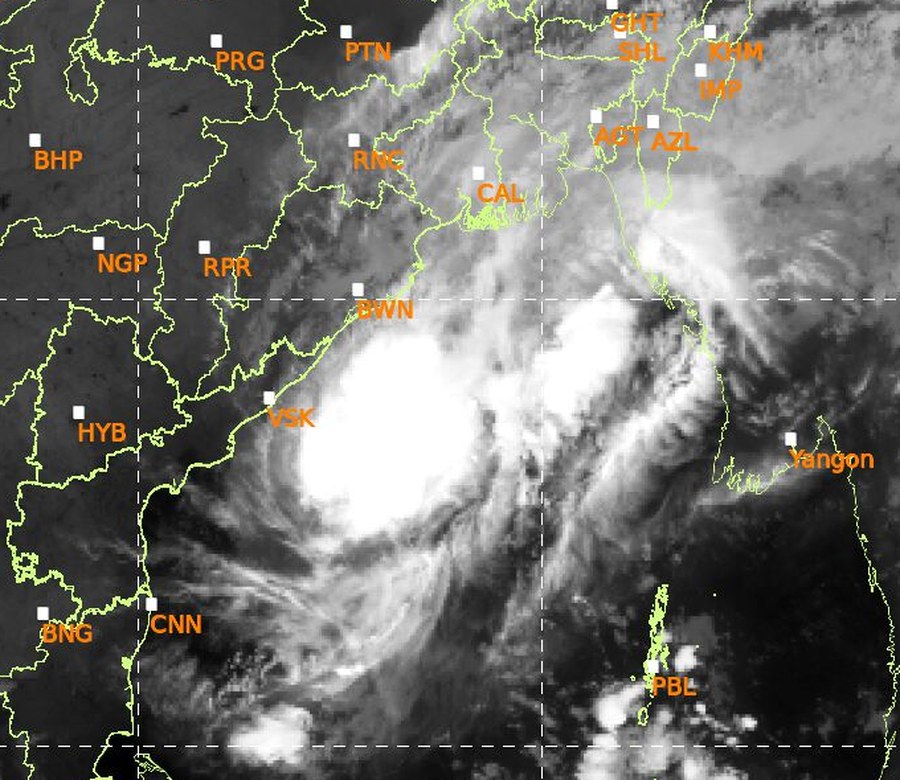 GHT
PRG
PTN
SHL
KHM
IMP
AGT
AZL
BHP
RNC
CAL
NGP
RPR
BWN
VSK
HYB
Yangon
BNG
CNN
PBL